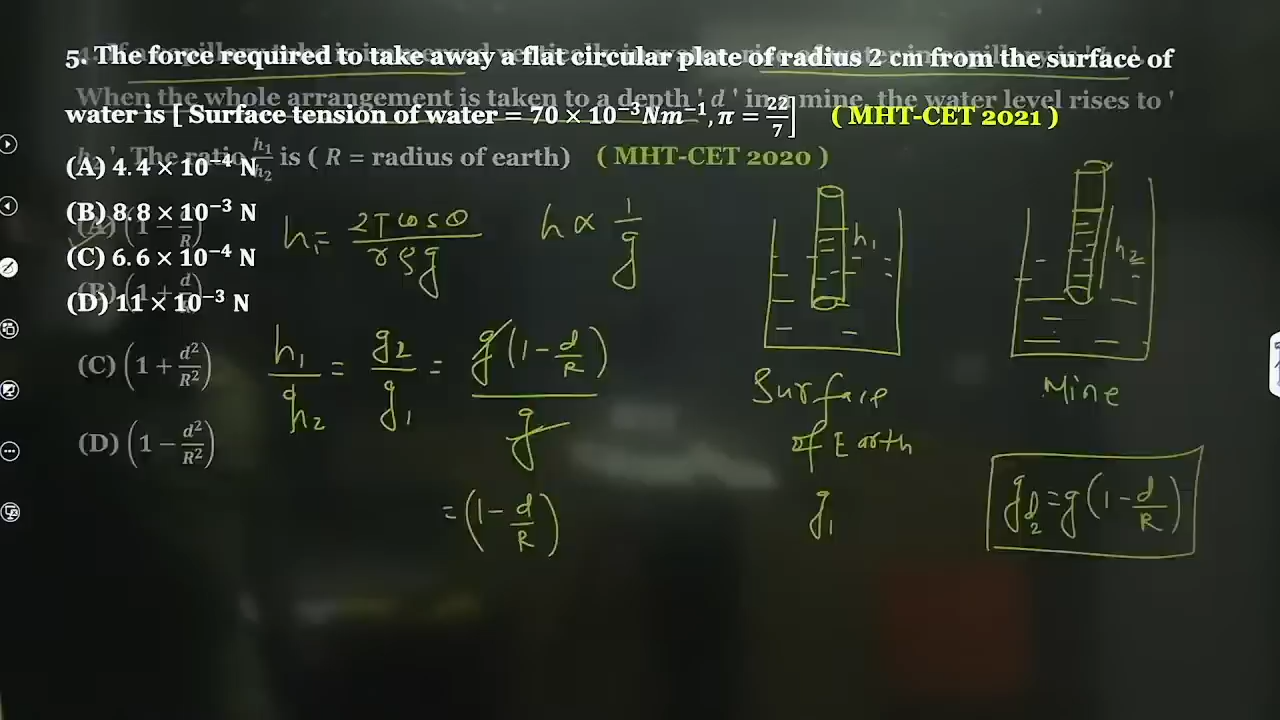 5. The force required to take away a flat circular plate of radius 2 cm from the surface of
water is [ Surface tension of water = 70 × 10⁻³Nm⁻¹, π = 22/7] ( MHT-CET 2021 )
(A) 4.4 × 10⁻⁴ N
(B) 8.8 × 10⁻³ N
(C) 6.6 × 10⁻⁴ N
(D) 11 × 10⁻³ N
When the whole arrangement is taken to a depth ' d ' in a mine, the water level rises to '
The ratio h₁/h₂ is ( R = radius of earth) ( MHT-CET 2020 )
(A) (1 − d/R)
(B) (1 + d/R)
(C) (1 + d²/R²)
(D) (1 − d²/R²)
h₁ = 2T cos θ / rρg
h ∝ 1/g
h₁/h₂ = g₂/g₁ = g(1 − d/R)/g
= (1 − d/R)
h₁
Surface
of Earth
g₁
h₂
Mine
g_d₂ = g(1 − d/R)